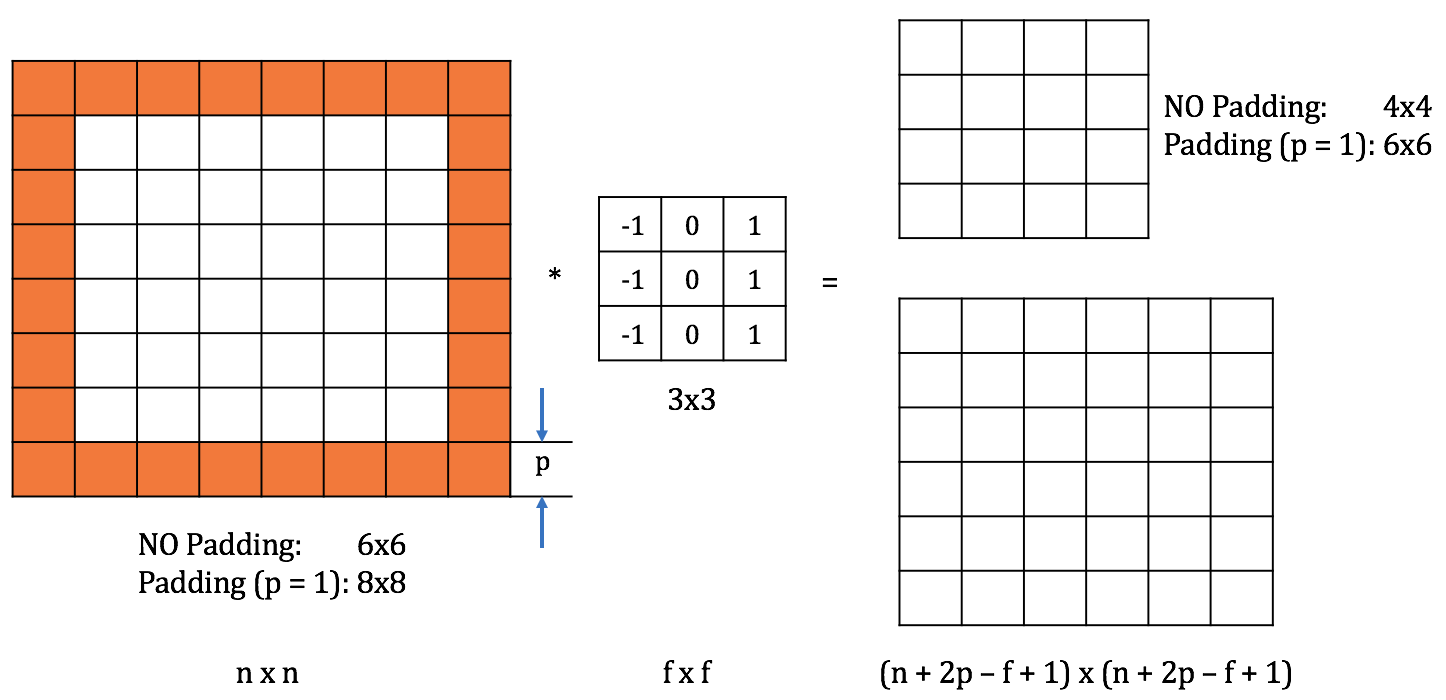 p
NO Padding: 6x6
Padding (p = 1): 8x8
n x n
*
-1 0 1
-1 0 1
-1 0 1
3x3
f x f
=
NO Padding: 4x4
Padding (p = 1): 6x6
(n + 2p – f + 1) x (n + 2p – f + 1)